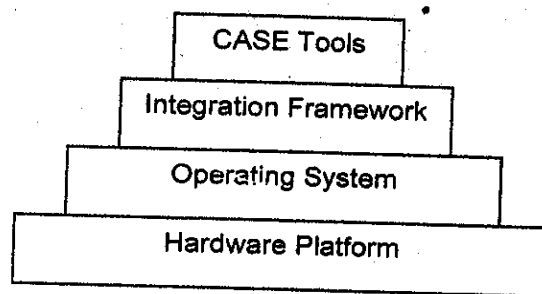 CASE Tools
Integration Framework
Operating System
Hardware Platform